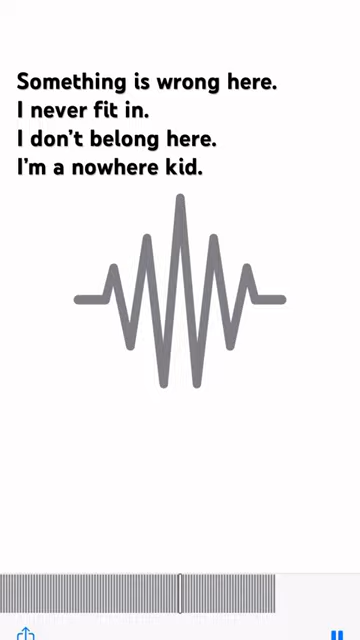 Something is wrong here.
I never fit in.
I don’t belong here.
I’m a nowhere kid.